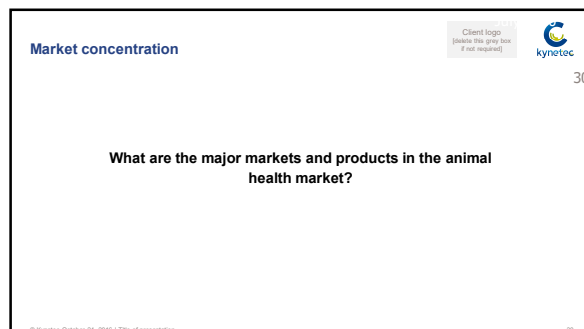 Market concentration
Client logo
[delete this grey box
if not required]
kynetec
30
What are the major markets and products in the animal
health market?